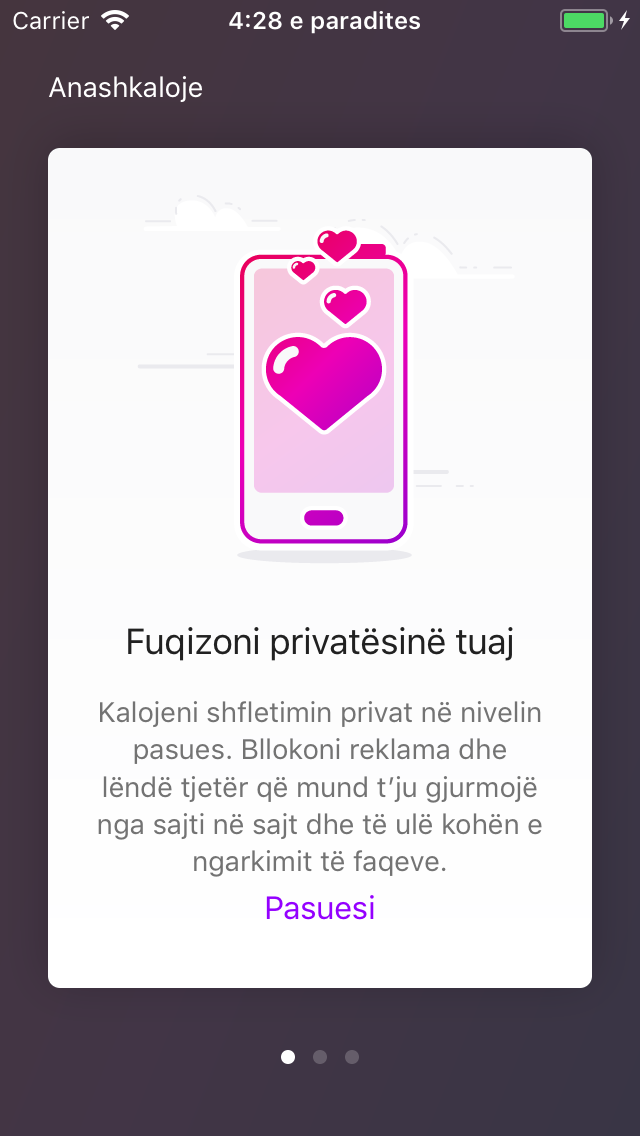 Carrier 4:28 e paradites
Anashkaloje
Fuqizoni privatësinë tuaj
Kalojeni shfletimin privat në nivelin
pasues. Bllokoni reklama dhe
lëndë tjetër që mund t’ju gjurmojë
nga sajti në sajt dhe të ulë kohën e
ngarkimit të faqeve.
Pasuesi